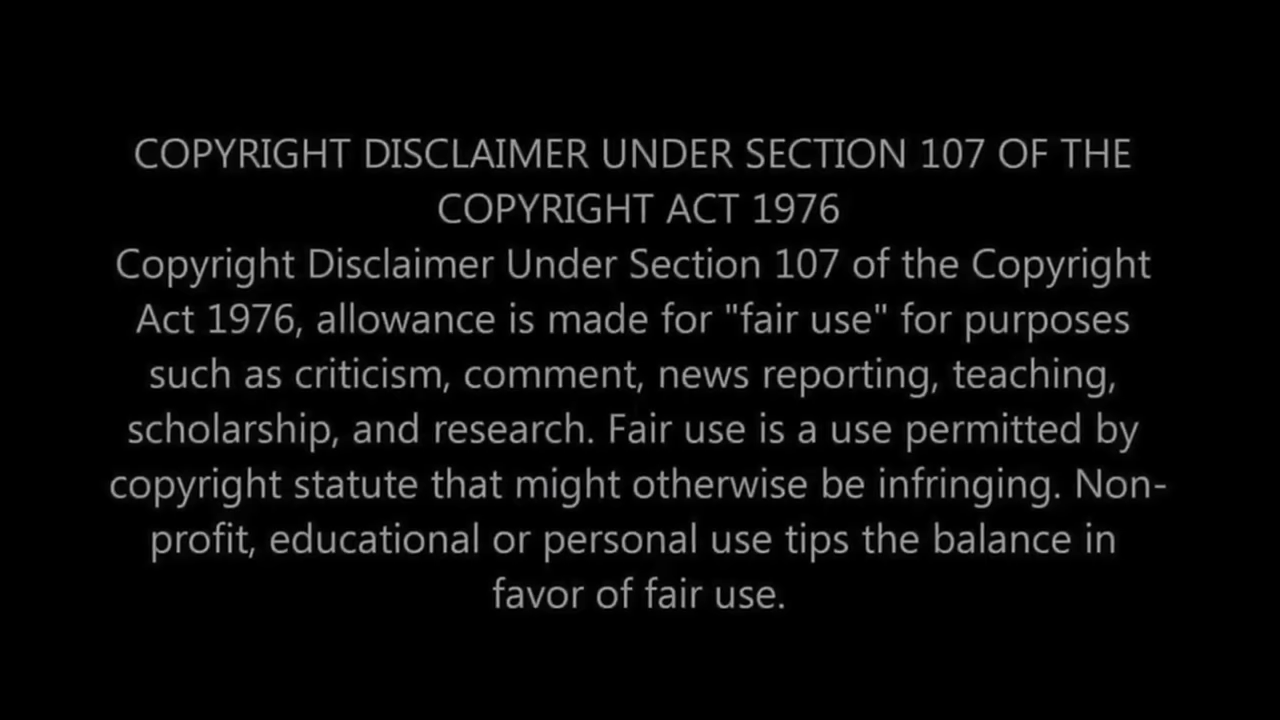 COPYRIGHT DISCLAIMER UNDER SECTION 107 OF THE
COPYRIGHT ACT 1976
Copyright Disclaimer Under Section 107 of the Copyright
Act 1976, allowance is made for "fair use" for purposes
such as criticism, comment, news reporting, teaching,
scholarship, and research. Fair use is a use permitted by
copyright statute that might otherwise be infringing. Non-
profit, educational or personal use tips the balance in
favor of fair use.